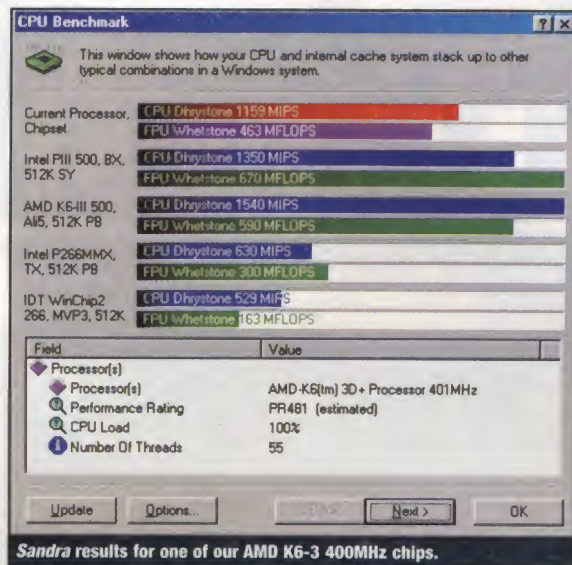 CPU Benchmark
This window shows how your CPU and internal cache system stack up to other
typical combinations in a Windows system.
Current Processor,
Chipset
CPU Dhrystone 1159 MIPS
FPU Whetstone 463 MFLOPS
Intel PIII 500, BX,
512K SY
CPU Dhrystone 1350 MIPS
FPU Whetstone 670 MFLOPS
AMD K6-III 500,
Ali5, 512K PB
CPU Dhrystone 1540 MIPS
FPU Whetstone 590 MFLOPS
Intel P266MMX,
TX, 512K PB
CPU Dhrystone 630 MIPS
FPU Whetstone 300 MFLOPS
IDT WinChip2
266, MVP3, 512K
CPU Dhrystone 529 MIPS
FPU Whetstone 163 MFLOPS
Field Value
Processor(s)
Processor(s) AMD-K6(tm) 3D+ Processor 401MHz
Performance Rating PR481 (estimated)
CPU Load 100%
Number Of Threads 55
Update Options... Next > OK
Sandra results for one of our AMD K6-3 400MHz chips.